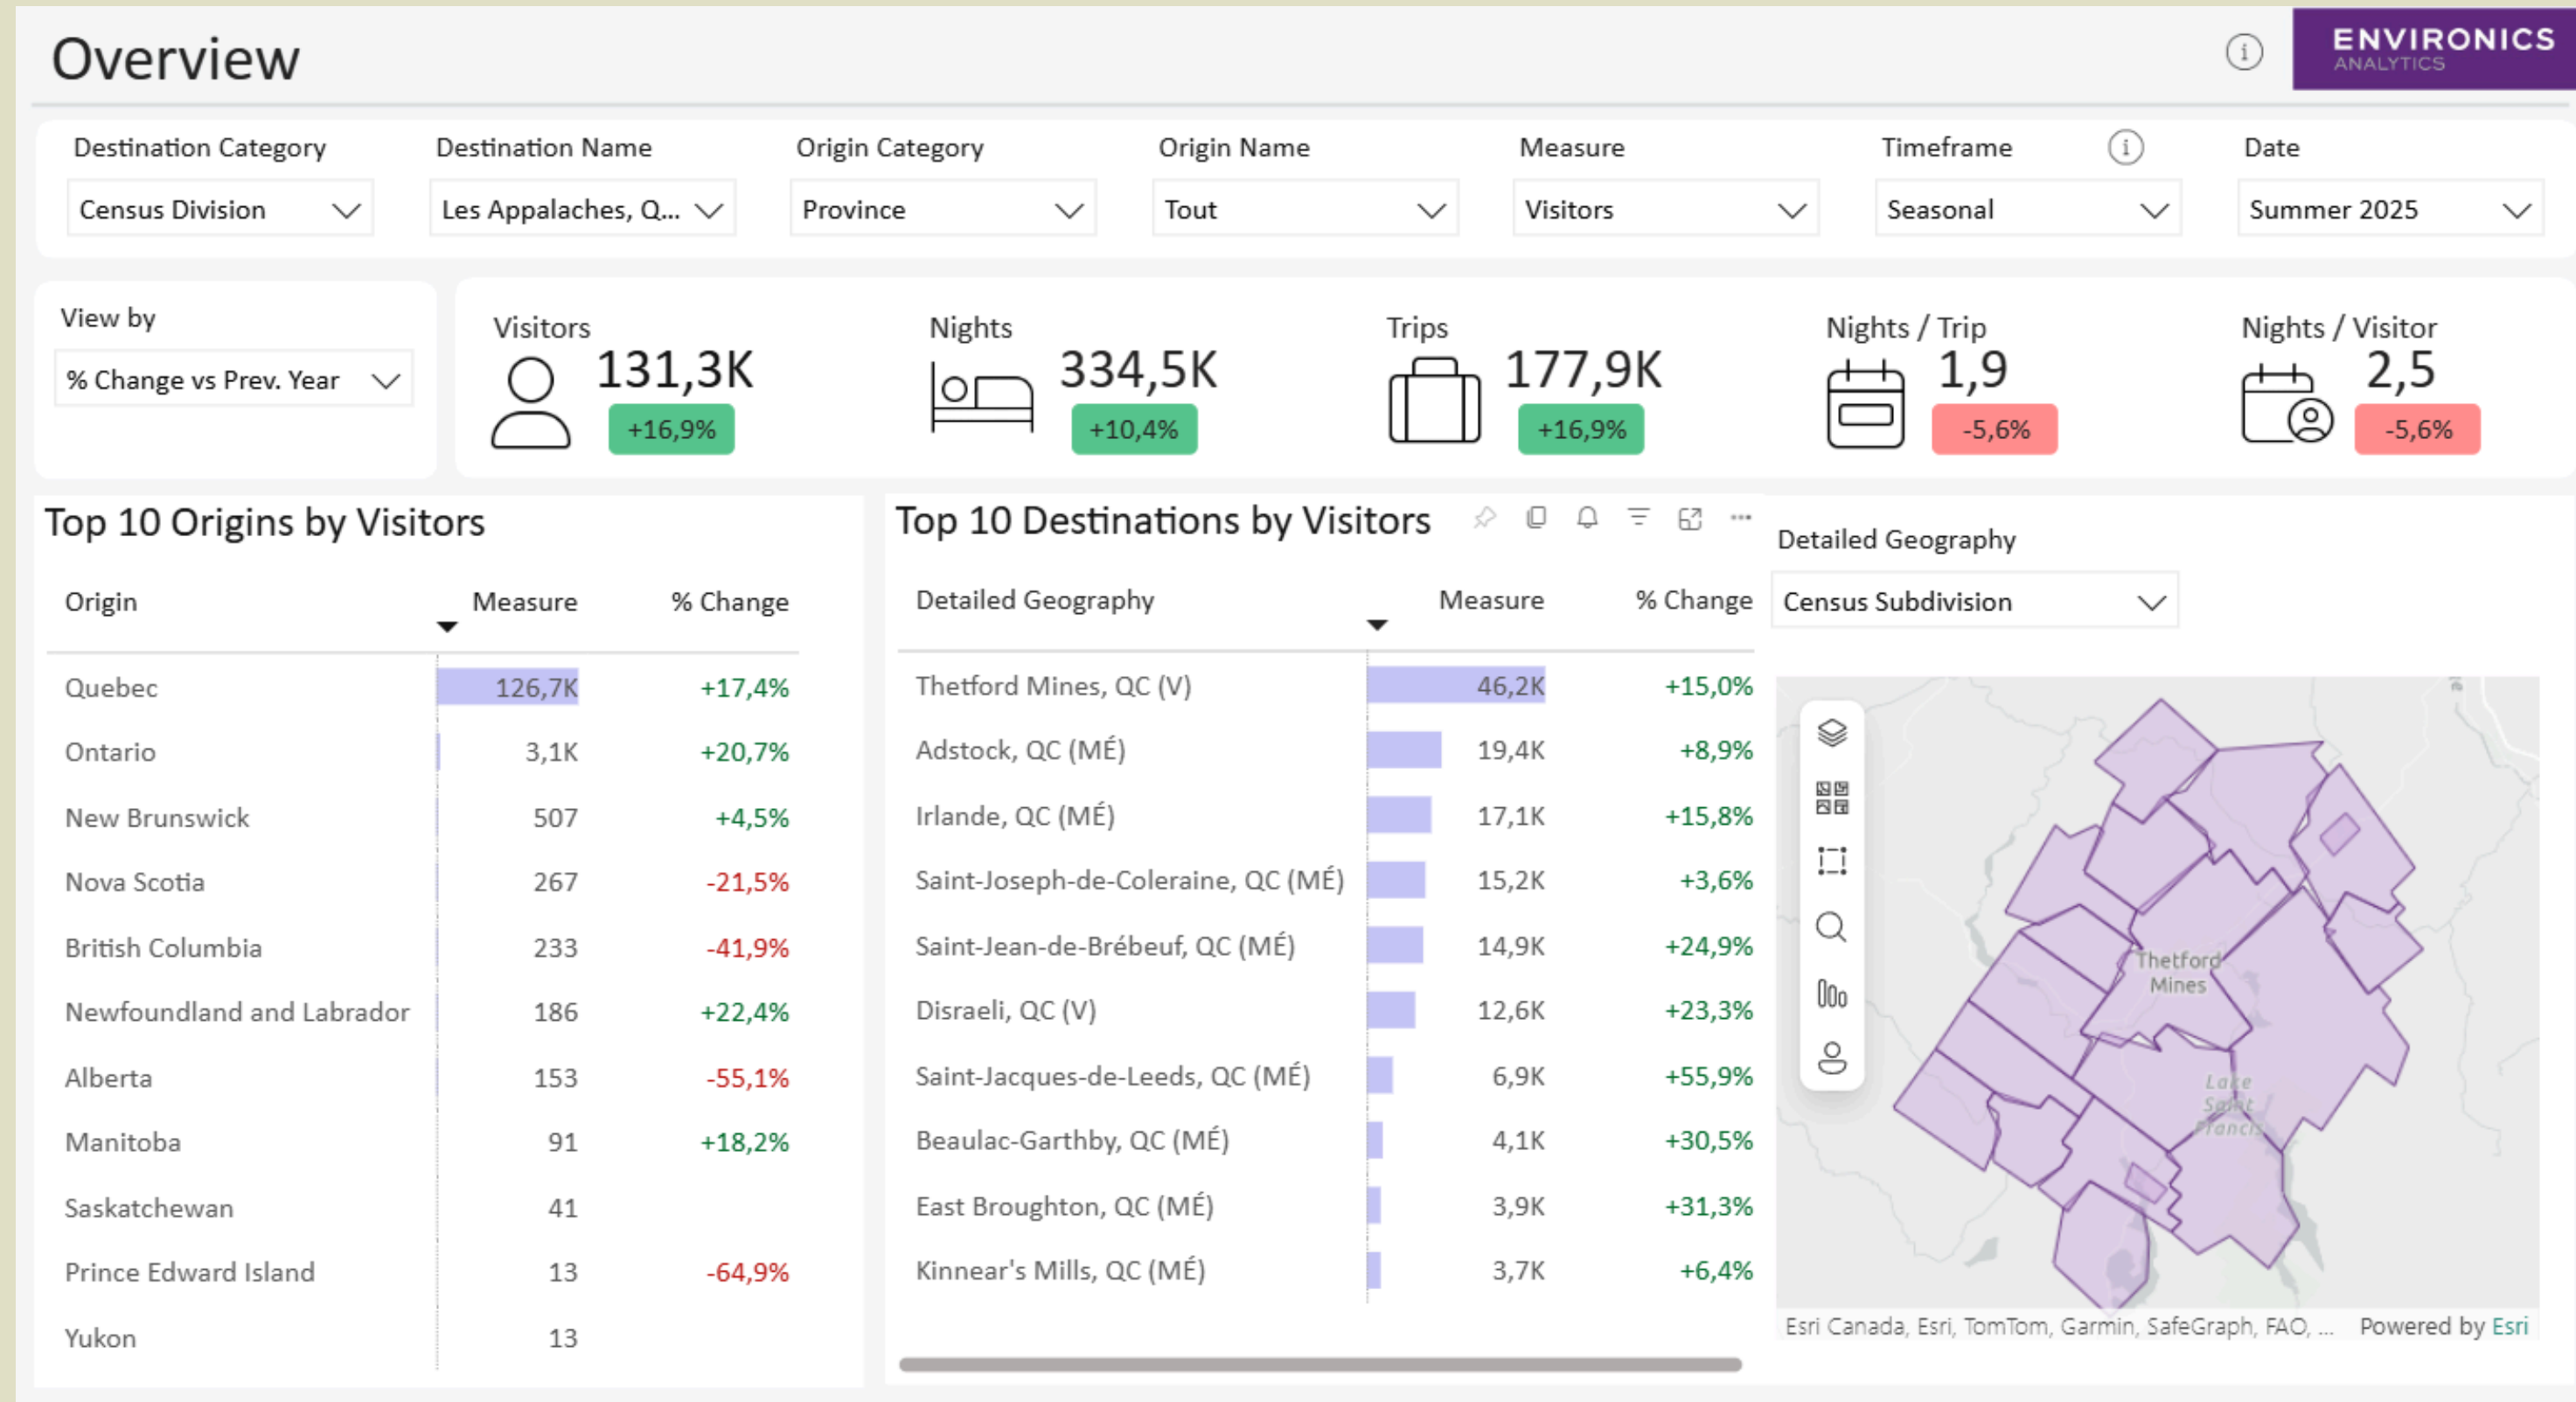 Overview
ENVIRONICS
ANALYTICS
Destination Category
Destination Name
Origin Category
Origin Name
Measure
Timeframe
Date
Census Division
Les Appalaches, Q...
Province
Tout
Visitors
Seasonal
Summer 2025
View by
% Change vs Prev. Year
Visitors
131,3K
+16,9%
Nights
334,5K
+10,4%
Trips
177,9K
+16,9%
Nights / Trip
1,9
-5,6%
Nights / Visitor
2,5
-5,6%
Top 10 Origins by Visitors
Origin Measure % Change
Quebec 126,7K +17,4%
Ontario 3,1K +20,7%
New Brunswick 507 +4,5%
Nova Scotia 267 -21,5%
British Columbia 233 -41,9%
Newfoundland and Labrador 186 +22,4%
Alberta 153 -55,1%
Manitoba 91 +18,2%
Saskatchewan 41
Prince Edward Island 13 -64,9%
Yukon 13
Top 10 Destinations by Visitors
Detailed Geography Measure % Change
Thetford Mines, QC (V) 46,2K +15,0%
Adstock, QC (MÉ) 19,4K +8,9%
Irlande, QC (MÉ) 17,1K +15,8%
Saint-Joseph-de-Coleraine, QC (MÉ) 15,2K +3,6%
Saint-Jean-de-Brébeuf, QC (MÉ) 14,9K +24,9%
Disraeli, QC (V) 12,6K +23,3%
Saint-Jacques-de-Leeds, QC (MÉ) 6,9K +55,9%
Beaulac-Garthby, QC (MÉ) 4,1K +30,5%
East Broughton, QC (MÉ) 3,9K +31,3%
Kinnear's Mills, QC (MÉ) 3,7K +6,4%
Detailed Geography
Census Subdivision
Thetford
Mines
Lake
Saint
Francis
Esri Canada, Esri, TomTom, Garmin, SafeGraph, FAO, ... Powered by Esri